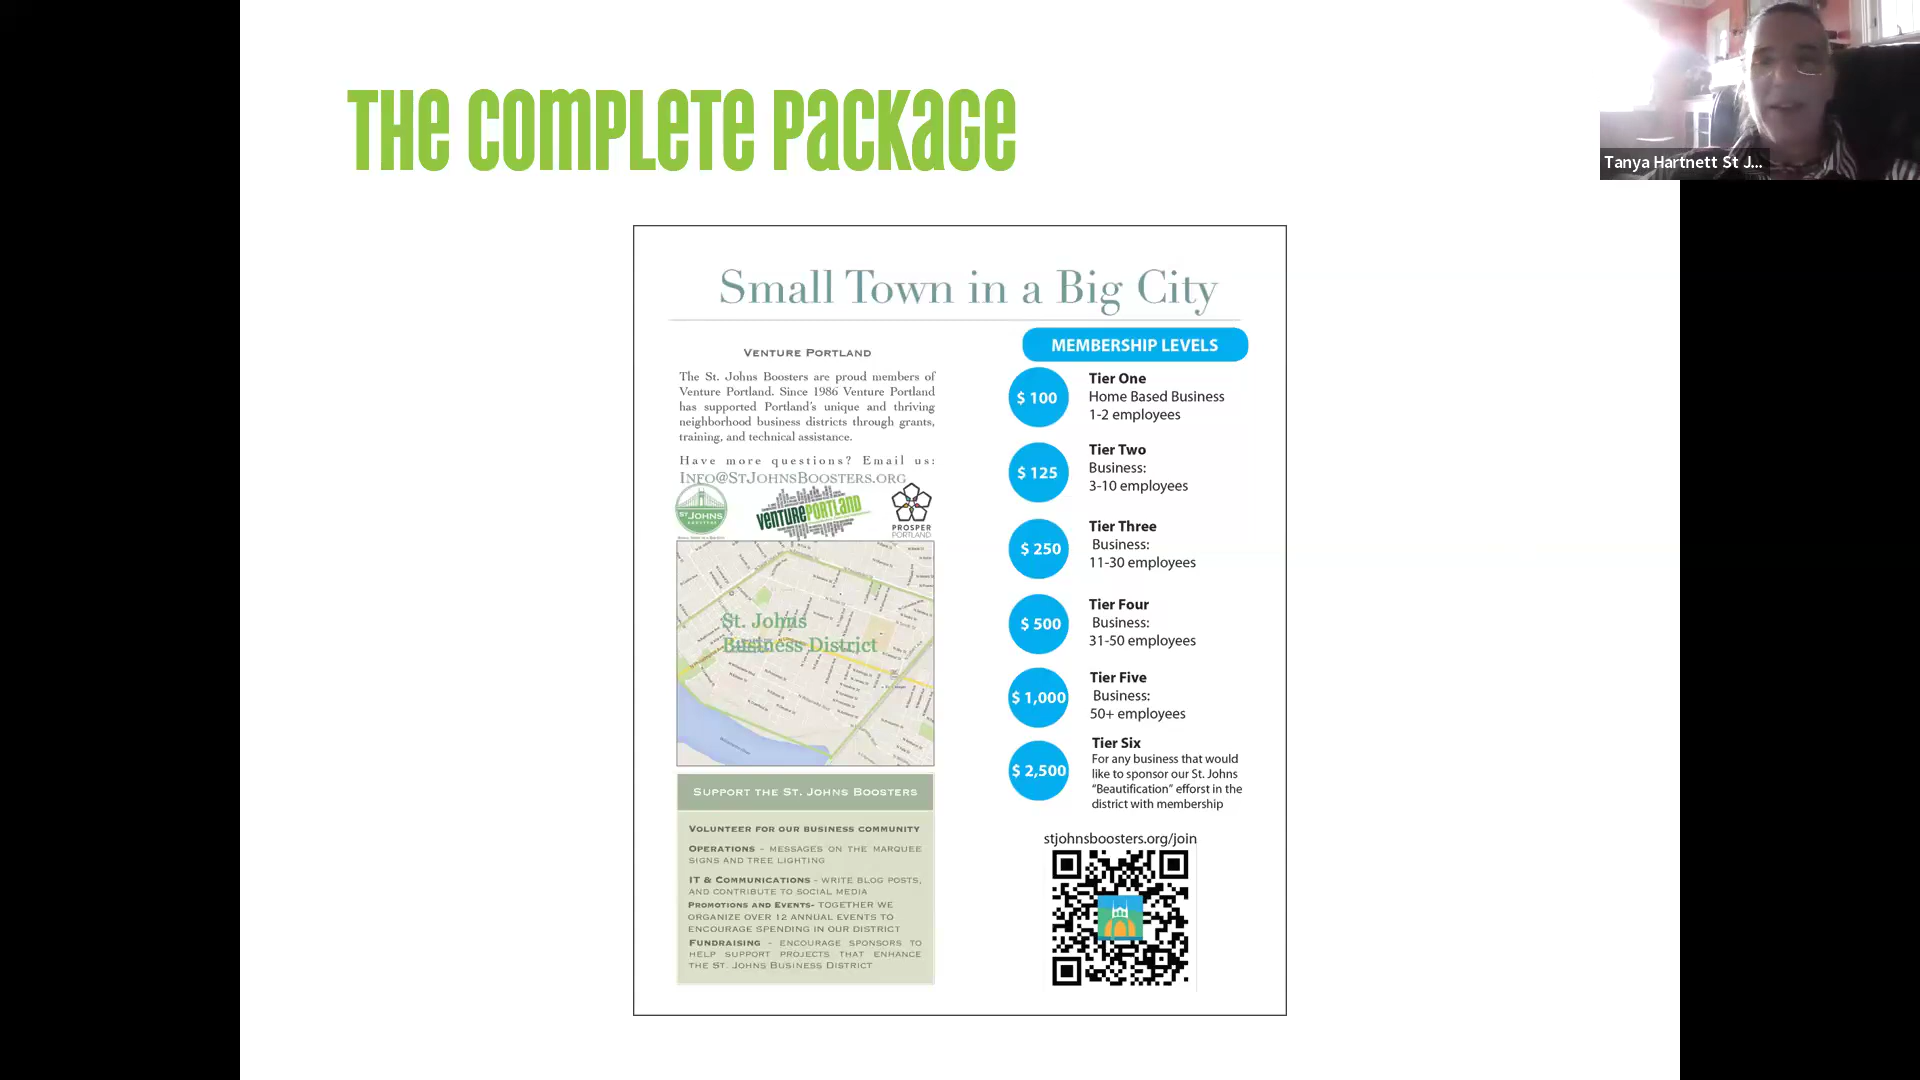 THE COMPLETE PACKAGE
Tanya Hartnett St J...
Small Town in a Big City
VENTURE PORTLAND
The St. Johns Boosters are proud members of
Venture Portland. Since 1986 Venture Portland
has supported Portland's unique and thriving
neighborhood business districts through grants,
training, and technical assistance.
Have more questions? Email us:
INFO@STJOHNSBOOSTERS.ORG
ST. JOHNS
BOOSTERS
VENTUREPORTLAND
PROSPER
PORTLAND
St. Johns
Business District
SUPPORT THE ST. JOHNS BOOSTERS
VOLUNTEER FOR OUR BUSINESS COMMUNITY
OPERATIONS - MESSAGES ON THE MARQUEE
SIGNS AND TREE LIGHTING
IT & COMMUNICATIONS - WRITE BLOG POSTS,
AND CONTRIBUTE TO SOCIAL MEDIA
PROMOTIONS AND EVENTS- TOGETHER WE
ORGANIZE OVER 12 ANNUAL EVENTS TO
ENCOURAGE SPENDING IN OUR DISTRICT
FUNDRAISING - ENCOURAGE SPONSORS TO
HELP SUPPORT PROJECTS THAT ENHANCE
THE ST. JOHNS BUSINESS DISTRICT
MEMBERSHIP LEVELS
$ 100
Tier One
Home Based Business
1-2 employees
$ 125
Tier Two
Business:
3-10 employees
$ 250
Tier Three
Business:
11-30 employees
$ 500
Tier Four
Business:
31-50 employees
$ 1,000
Tier Five
Business:
50+ employees
$ 2,500
Tier Six
For any business that would
like to sponsor our St. Johns
"Beautification" efforst in the
district with membership
stjohnsboosters.org/join